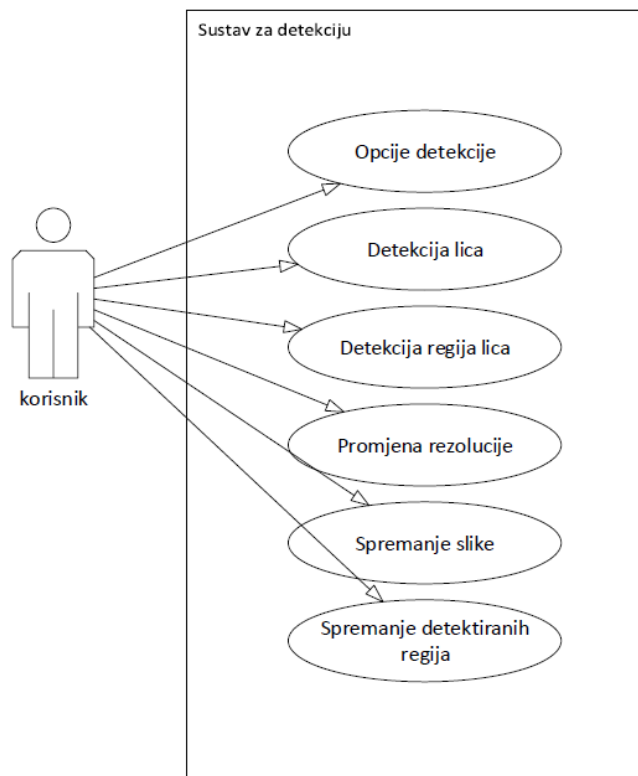 Sustav za detekciju
Opcije detekcije
Detekcija lica
Detekcija regija lica
korisnik
Promjena rezolucije
Spremanje slike
Spremanje detektiranih
regija